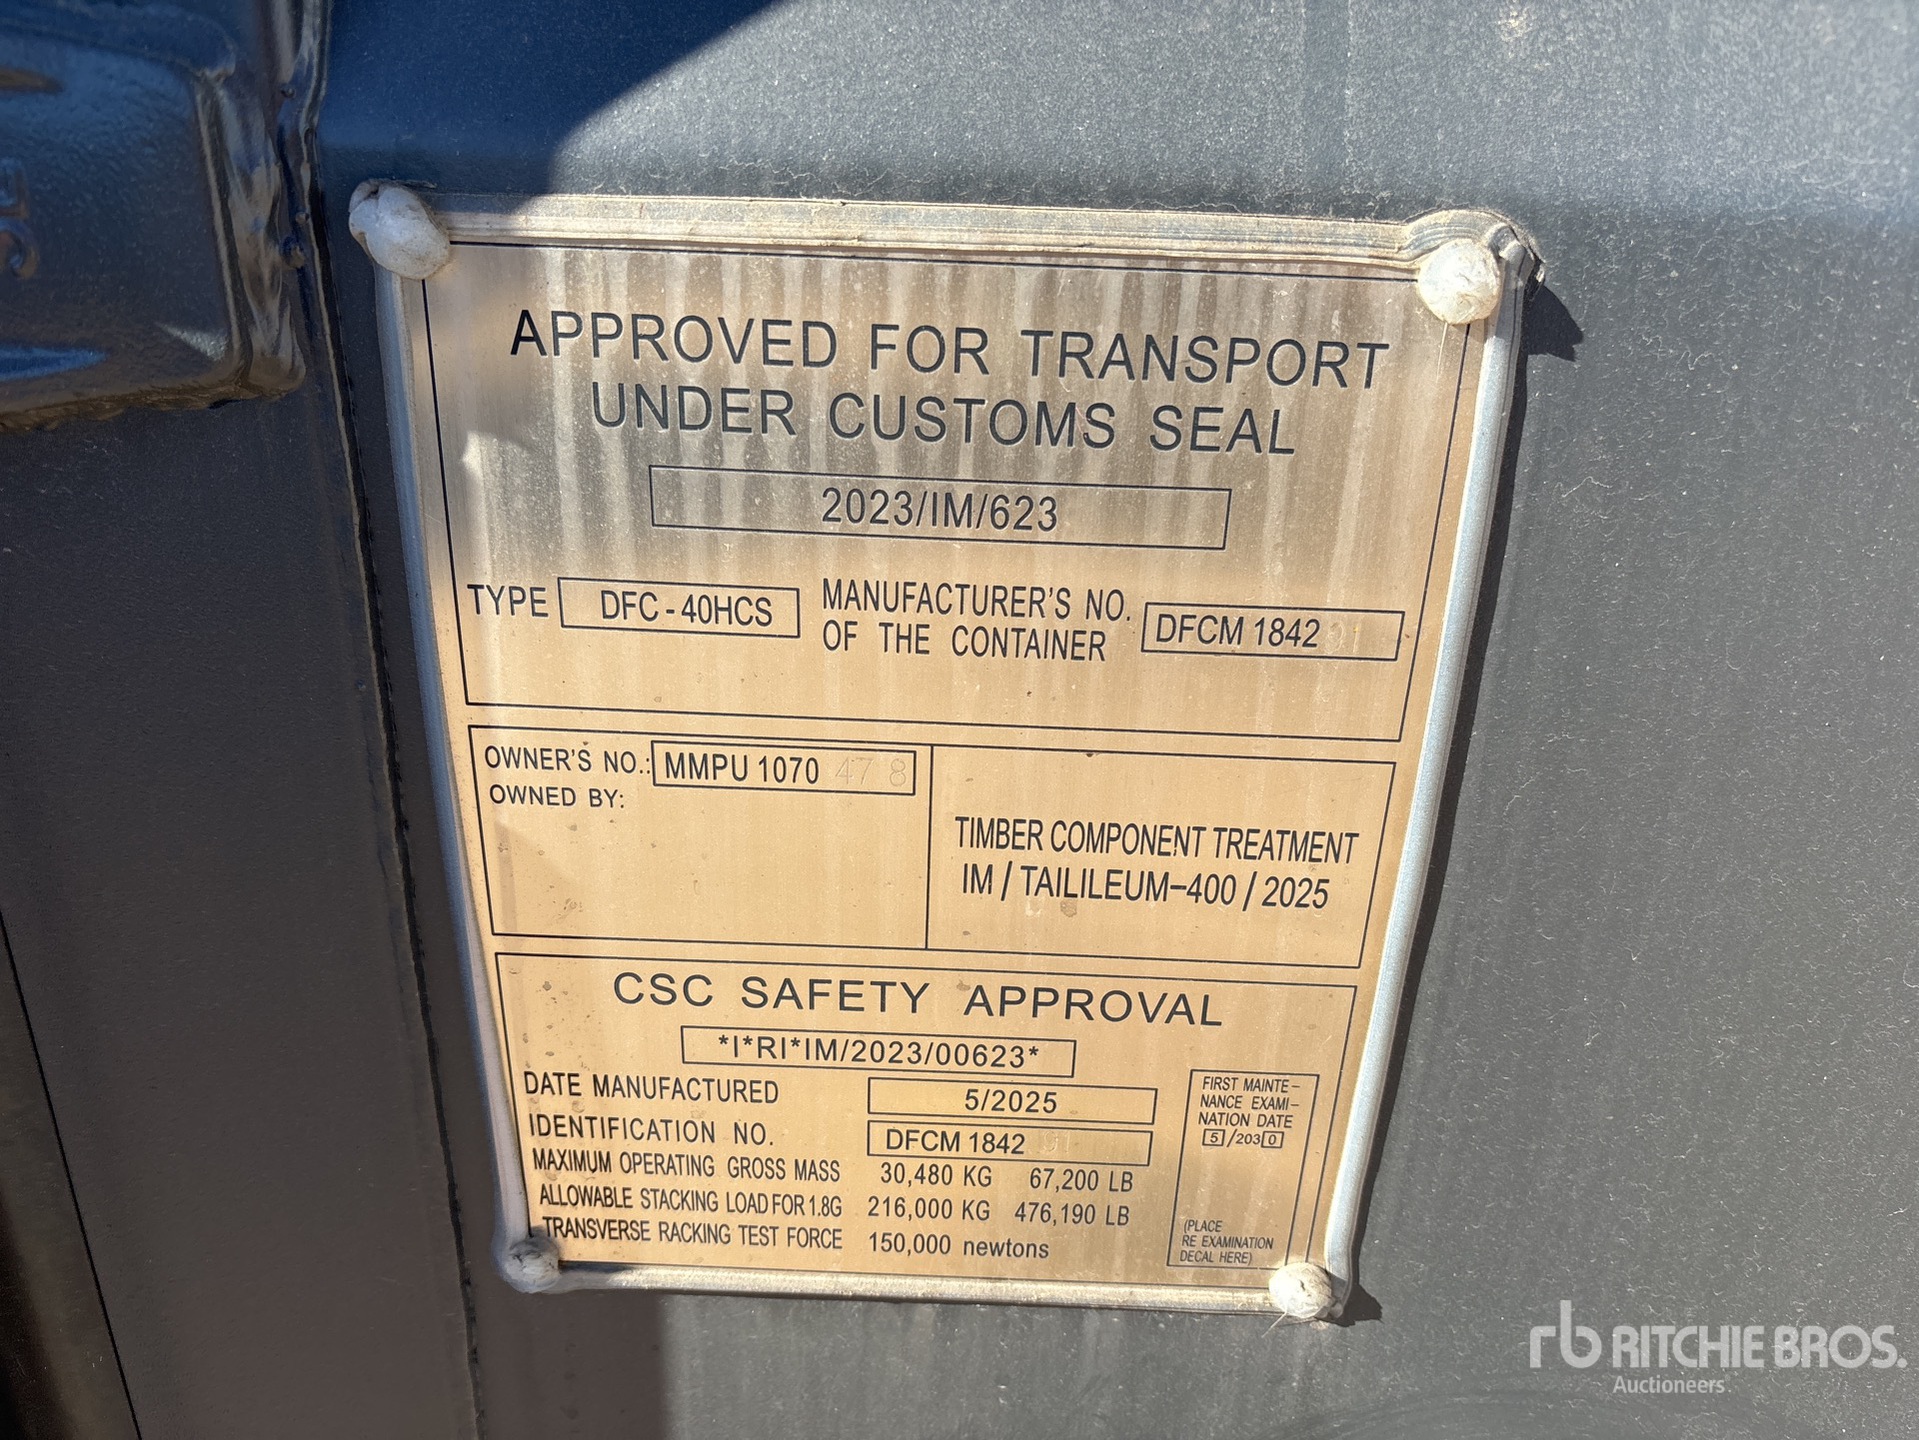 APPROVED FOR TRANSPORT
UNDER CUSTOMS SEAL
2023/IM/623
TYPE DFC-40HCS MANUFACTURER'S NO. OF THE CONTAINER DFCM 1842
OWNER'S NO.: MMPU 1070 47 8
OWNED BY:
TIMBER COMPONENT TREATMENT
IM / TAILILEUM-400 / 2025
CSC SAFETY APPROVAL
*I*RI*IM/2023/00623*
DATE MANUFACTURED 5/2025
IDENTIFICATION NO. DFCM 1842
MAXIMUM OPERATING GROSS MASS 30,480 KG 67,200 LB
ALLOWABLE STACKING LOAD FOR 1.8G 216,000 KG 476,190 LB
TRANSVERSE RACKING TEST FORCE 150,000 newtons
FIRST MAINTE-
NANCE EXAMI-
NATION DATE
5/2030
(PLACE
RE EXAMINATION
DECAL HERE)
rb RITCHIE BROS.
Auctioneers